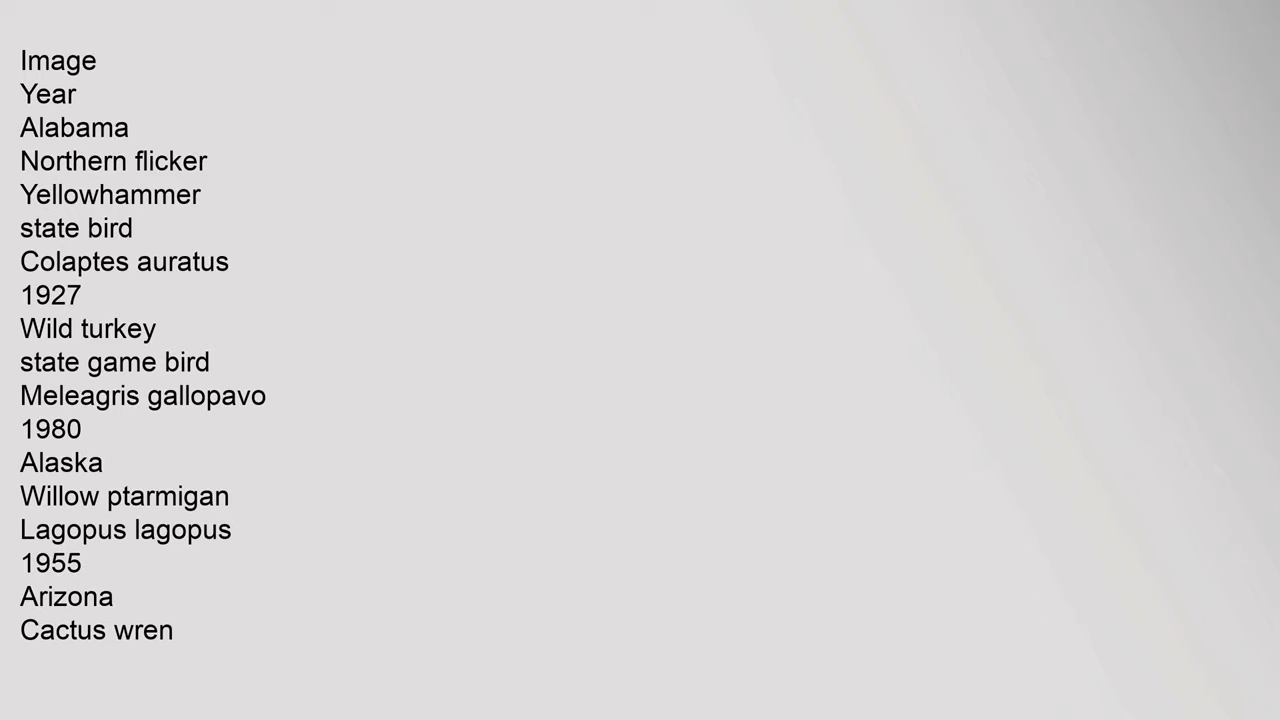 Image
Year
Alabama
Northern flicker
Yellowhammer
state bird
Colaptes auratus
1927
Wild turkey
state game bird
Meleagris gallopavo
1980
Alaska
Willow ptarmigan
Lagopus lagopus
1955
Arizona
Cactus wren